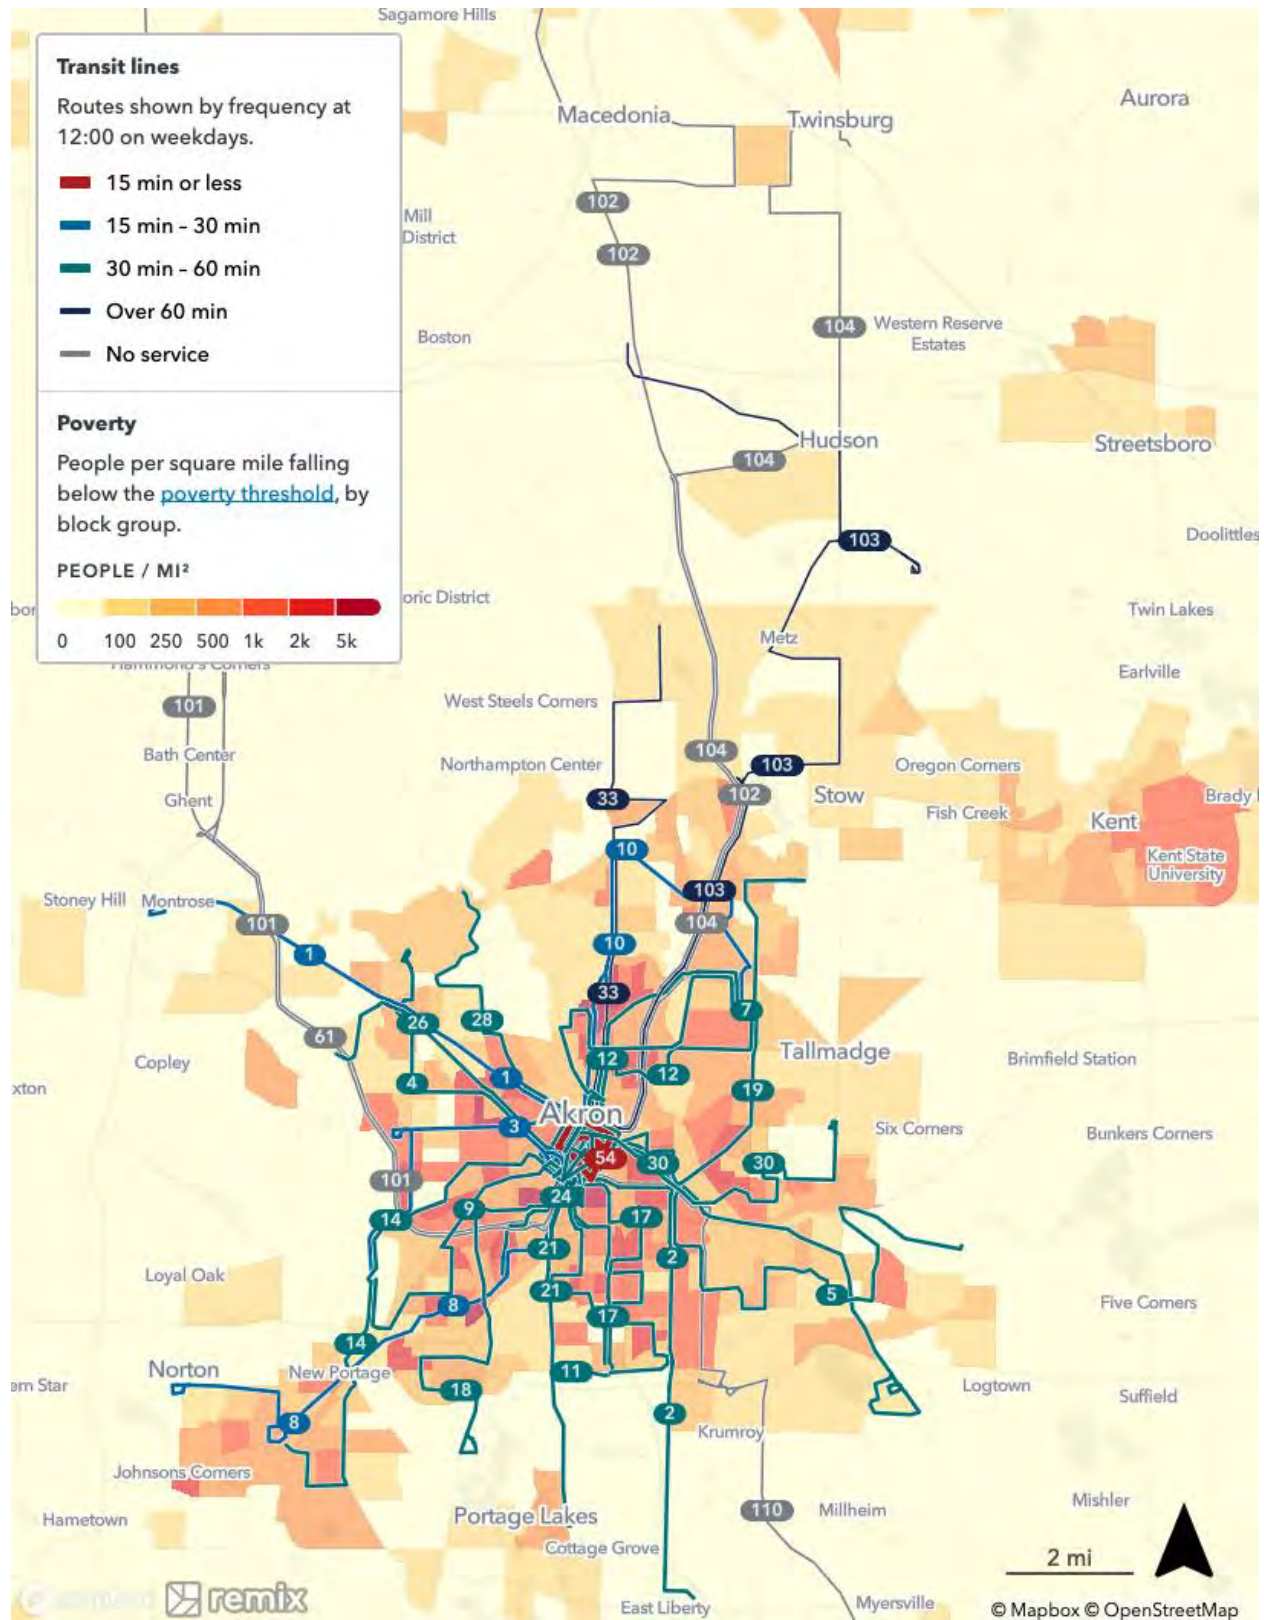 Sagamore Hills
Transit lines
Routes shown by frequency at
12:00 on weekdays.
15 min or less
15 min – 30 min
30 min – 60 min
Over 60 min
No service
Poverty
People per square mile falling
below the poverty threshold, by
block group.
PEOPLE / MI²
0 100 250 500 1k 2k 5k
Aurora
Macedonia
Twinsburg
102
Mill
District
102
104
Western Reserve
Estates
Boston
Hudson
Streetsboro
104
103
Doolittles
oric District
Twin Lakes
Metz
Hammond's Corners
Earlville
West Steels Corners
101
Bath Center
104
Northampton Center
103
Oregon Corners
Ghent
33
102
Stow
Brady
Fish Creek
Kent
10
Kent State
University
103
Stoney Hill
Montrose
101
104
1
10
33
7
26
28
61
Tallmadge
Copley
12
Brimfield Station
12
1
4
19
xton
Akron
3
Six Corners
Bunkers Corners
54
30
30
101
24
9
14
17
21
2
Loyal Oak
21
5
8
17
Five Corners
14
Norton
New Portage
11
ern Star
18
Logtown
Suffield
2
8
Krumroy
Johnsons Corners
Mishler
110
Millheim
Portage Lakes
Hametown
Cottage Grove
2 mi
remix
East Liberty
Myersville
© Mapbox © OpenStreetMap